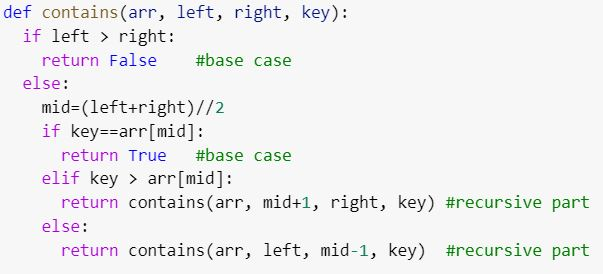 def contains(arr, left, right, key):
  if left > right:
    return False    #base case
  else:
    mid=(left+right)//2
    if key==arr[mid]:
      return True   #base case
    elif key > arr[mid]:
      return contains(arr, mid+1, right, key) #recursive part
    else:
      return contains(arr, left, mid-1, key)  #recursive part